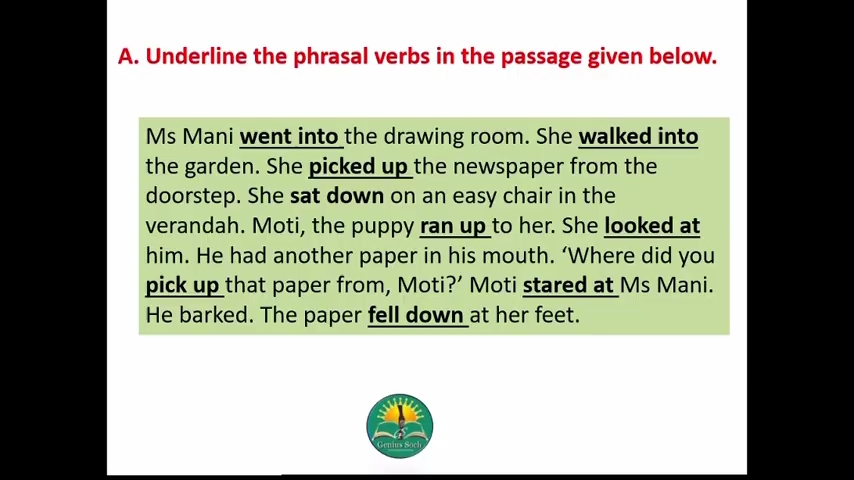 A. Underline the phrasal verbs in the passage given below.
Ms Mani went into the drawing room. She walked into
the garden. She picked up the newspaper from the
doorstep. She sat down on an easy chair in the
verandah. Moti, the puppy ran up to her. She looked at
him. He had another paper in his mouth. ‘Where did you
pick up that paper from, Moti?’ Moti stared at Ms Mani.
He barked. The paper fell down at her feet.
Genius Soch